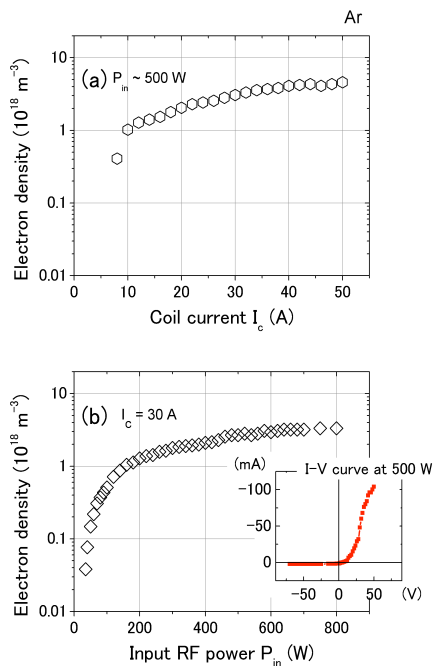 Ar
Electron density (10^18 m^−3)
10
1
0.1
0.01
(a) P_in ~ 500 W
0 10 20 30 40 50
Coil current I_c (A)
Electron density (10^18 m^−3)
10
1
0.1
0.01
(b) I_C = 30 A
I−V curve at 500 W
(mA)
−100
−50
0
−50 0 50 (V)
0 200 400 600 800
Input RF power P_in (W)